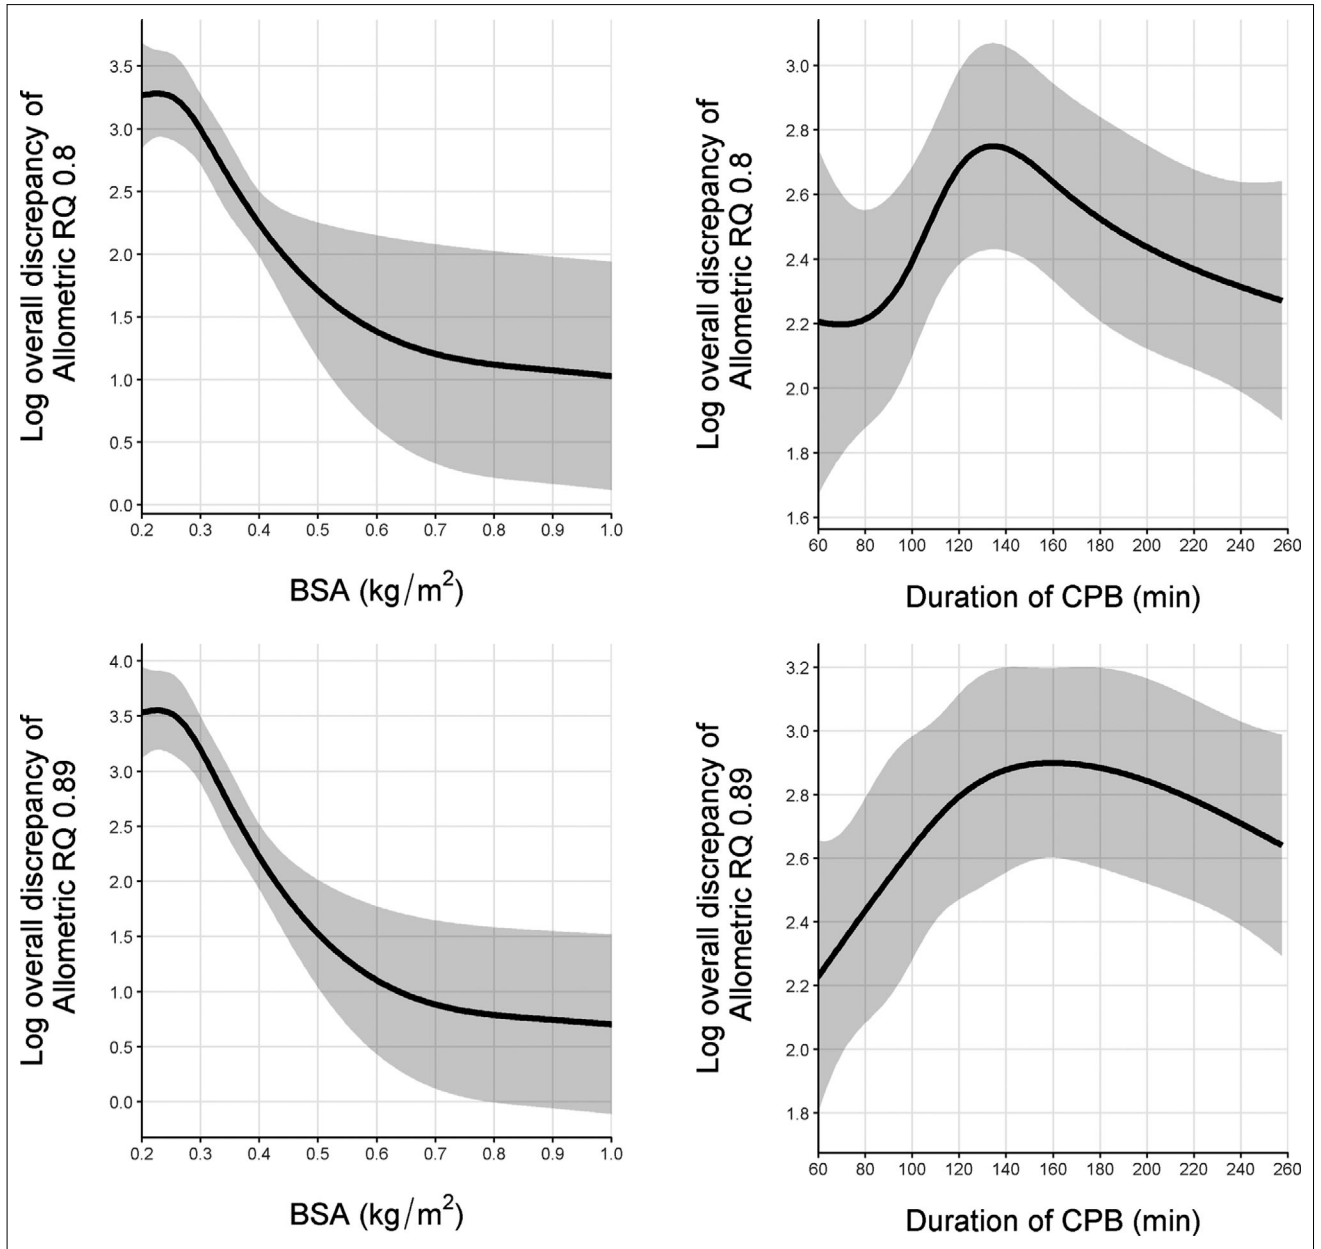 Log overall discrepancy of
Allometric RQ 0.8
3.5
3.0
2.5
2.0
1.5
1.0
0.5
0.0
0.2 0.3 0.4 0.5 0.6 0.7 0.8 0.9 1.0
BSA (kg/m²)
Log overall discrepancy of
Allometric RQ 0.8
3.0
2.8
2.6
2.4
2.2
2.0
1.8
1.6
60 80 100 120 140 160 180 200 220 240 260
Duration of CPB (min)
Log overall discrepancy of
Allometric RQ 0.89
4.0
3.5
3.0
2.5
2.0
1.5
1.0
0.5
0.0
0.2 0.3 0.4 0.5 0.6 0.7 0.8 0.9 1.0
BSA (kg/m²)
Log overall discrepancy of
Allometric RQ 0.89
3.2
3.0
2.8
2.6
2.4
2.2
2.0
1.8
60 80 100 120 140 160 180 200 220 240 260
Duration of CPB (min)